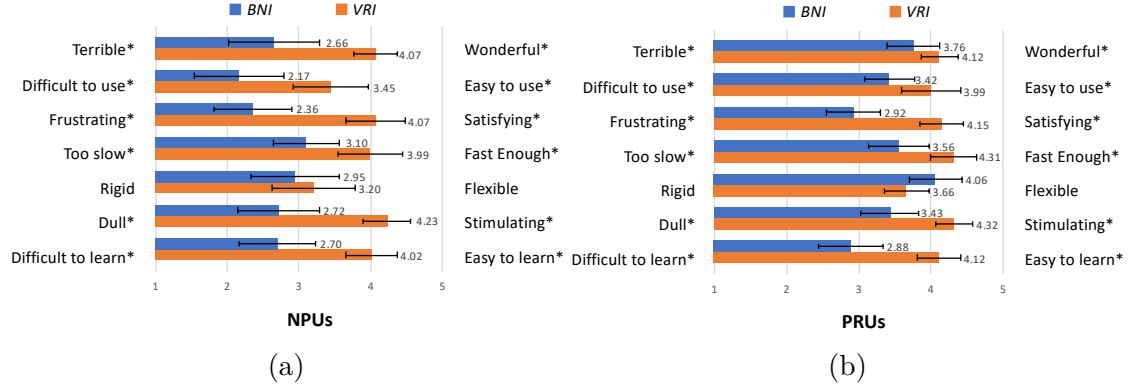 BNI VRI
Terrible* 2.66 4.07 Wonderful*
Difficult to use* 2.17 3.45 Easy to use*
Frustrating* 2.36 4.07 Satisfying*
Too slow* 3.10 3.99 Fast Enough*
Rigid 2.95 3.20 Flexible
Dull* 2.72 4.23 Stimulating*
Difficult to learn* 2.70 4.02 Easy to learn*
1 2 3 4 5
NPUs
(a)
BNI VRI
Terrible* 3.76 4.12 Wonderful*
Difficult to use* 3.42 3.99 Easy to use*
Frustrating* 2.92 4.15 Satisfying*
Too slow* 3.56 4.31 Fast Enough*
Rigid 4.06 3.66 Flexible
Dull* 3.43 4.32 Stimulating*
Difficult to learn* 2.88 4.12 Easy to learn*
1 2 3 4 5
PRUs
(b)